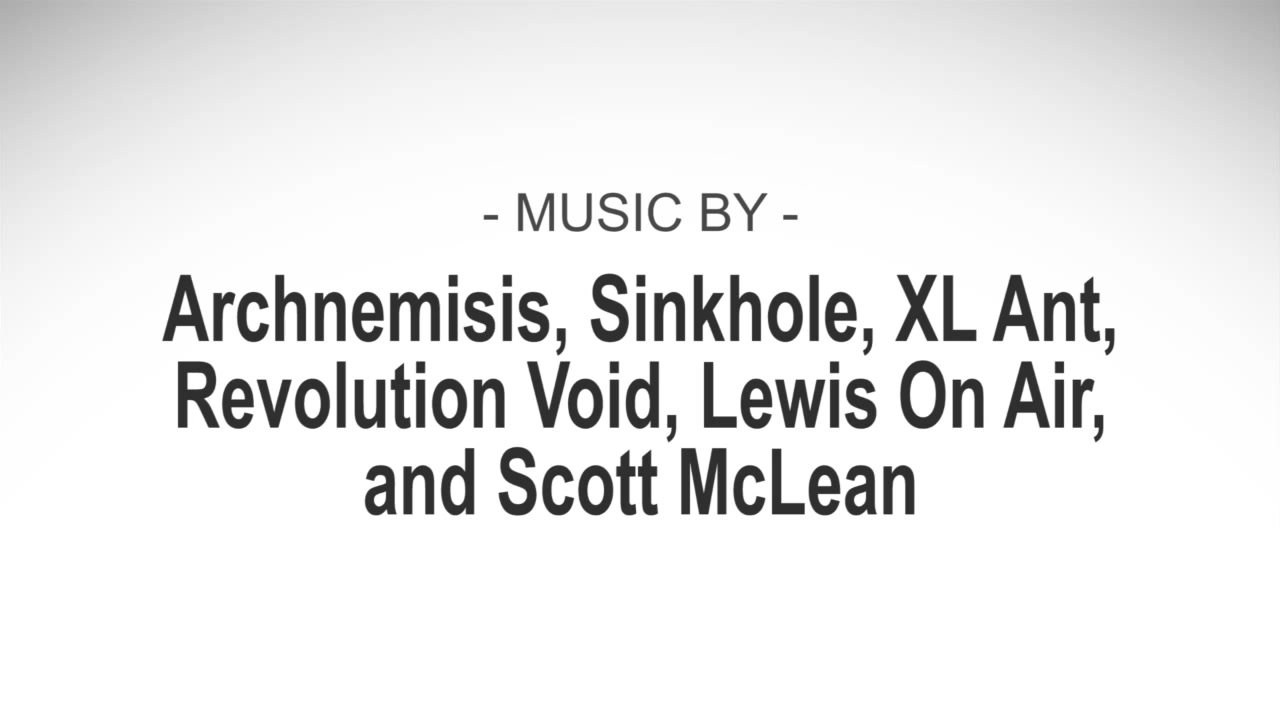 - MUSIC BY -
Archnemisis, Sinkhole, XL Ant,
Revolution Void, Lewis On Air,
and Scott McLean